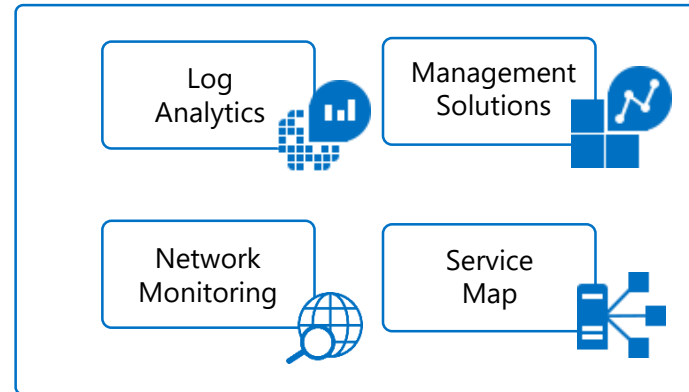 Log
Analytics
Management
Solutions
Network
Monitoring
Service
Map